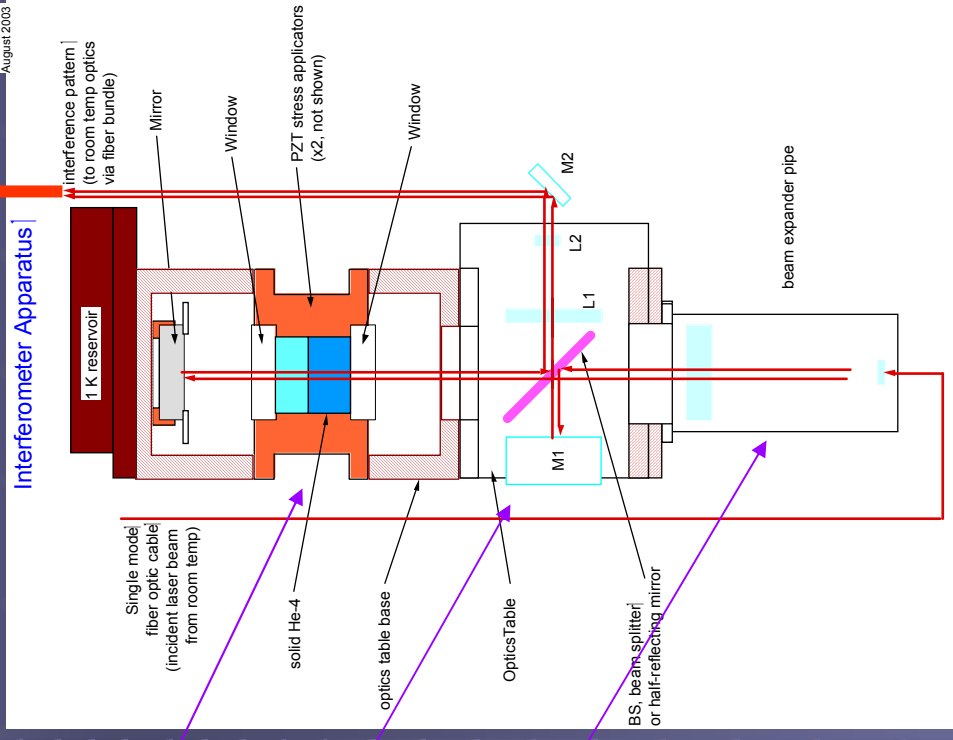 August 2003
Interferometer Apparatus
interference pattern
(to room temp optics
via fiber bundle)
Mirror
1 K reservoir
Window
PZT stress applicators
(x2, not shown)
Window
Single mode
fiber optic cable
(incident laser beam
from room temp)
solid He-4
optics table base
OpticsTable
M2
L2
L1
M1
BS, beam splitter
or half-reflecting mirror
beam expander pipe